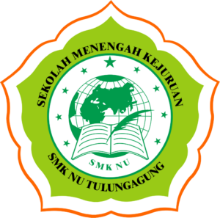 SEKOLAH MENENGAH KEJURUAN
SMK NU
SMK NU TULUNGAGUNG